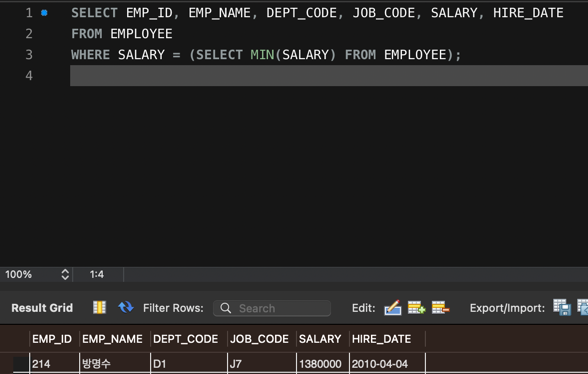 1 SELECT EMP_ID, EMP_NAME, DEPT_CODE, JOB_CODE, SALARY, HIRE_DATE
2 FROM EMPLOYEE
3 WHERE SALARY = (SELECT MIN(SALARY) FROM EMPLOYEE);
4
100% 1:4
Result Grid Filter Rows: Search Edit: Export/Import:
EMP_ID EMP_NAME DEPT_CODE JOB_CODE SALARY HIRE_DATE
214 방명수 D1 J7 1380000 2010-04-04